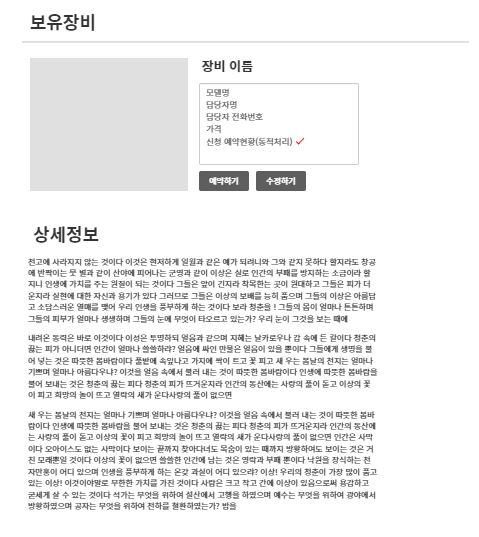 보유장비
장비 이름
모델명
담당자명
담당자 전화번호
가격
신청 예약현황(동적처리)
예약하기
수정하기
상세정보
천고에 사라지지 않는 것이다 이것은 현저하게 일월과 같은 예가 되려니와 그와 같지 못하다 할지라도 창공
에 반짝이는 뭇 별과 같이 산야에 피어나는 군영과 같이 이상은 실로 인간의 부패를 방지하는 소금이라 할
지니 인생에 가치를 주는 원질이 되는 것이다 그들은 앞이 긴지라 착목한는 곳이 원대하고 그들은 피가 더
운지라 실현에 대한 자신과 용기가 있다 그러므로 그들은 이상의 보배를 능히 품으며 그들의 이상은 아름답
고 소담스러운 열매를 맺어 우리 인생을 풍부하게 하는 것이다 보라 청춘을 ! 그들의 몸이 얼마나 튼튼하며
그들의 피부가 얼마나 생생하며 그들의 눈에 무엇이 타오르고 있는가? 우리 눈이 그것을 보는 때에
내려온 동력은 바로 이것이다 이성은 투명하되 얼음과 같으며 지혜는 날카로우나 갑 속에 든 칼이다 청춘의
끓는 피가 아니더면 인간이 얼마나 쓸쓸하랴? 얼음에 싸인 만물은 얼음이 있을 뿐이다 그들에게 생명을 불
어 넣는 것은 따뜻한 봄바람이다 풀밭에 속잎나고 가지에 싹이 트고 꽃 피고 새 우는 봄날의 천지는 얼마나
기쁘며 얼마나 아름다우냐? 이것을 얼음 속에서 불러 내는 것이 따뜻한 봄바람이다 인생에 따뜻한 봄바람을
불어 보내는 것은 청춘의 끓는 피다 청춘의 피가 뜨거운지라 인간의 동산에는 사랑의 풀이 돋고 이상의 꽃
이 피고 희망의 놀이 뜨고 열락의 새가 운다사랑의 풀이 없으면
새 우는 봄날의 천지는 얼마나 기쁘며 얼마나 아름다우냐? 이것을 얼음 속에서 불러 내는 것이 따뜻한 봄바
람이다 인생에 따뜻한 봄바람을 불어 보내는 것은 청춘의 끓는 피다 청춘의 피가 뜨거운지라 인간의 동산에
는 사랑의 풀이 돋고 이상의 꽃이 피고 희망의 놀이 뜨고 열락의 새가 운다사랑의 풀이 없으면 인간은 사막
이다 오아이스도 없는 사막이다 보이는 끝까지 찾아다녀도 목숨이 있는 때까지 방황하여도 보이는 것은 거
친 모래뿐일 것이다 이상의 꽃이 없으면 쓸쓸한 인간에 남는 것은 영락과 부패 뿐이다 낙원을 장식하는 천
자만홍이 어디 있으며 인생을 풍부하게 하는 온갖 과실이 어디 있으랴? 이상! 우리의 청춘이 가장 많이 품고
있는 이상! 이것이야말로 무한한 가치를 가진 것이다 사람은 크고 작고 간에 이상이 있음으로써 용감하고
굳세게 살 수 있는 것이다 석가는 무엇을 위하여 설산에서 고행을 하였으며 예수는 무엇을 위하여 광야에서
방황하였으며 공자는 무엇을 위하여 천하를 철환하였는가? 밥을